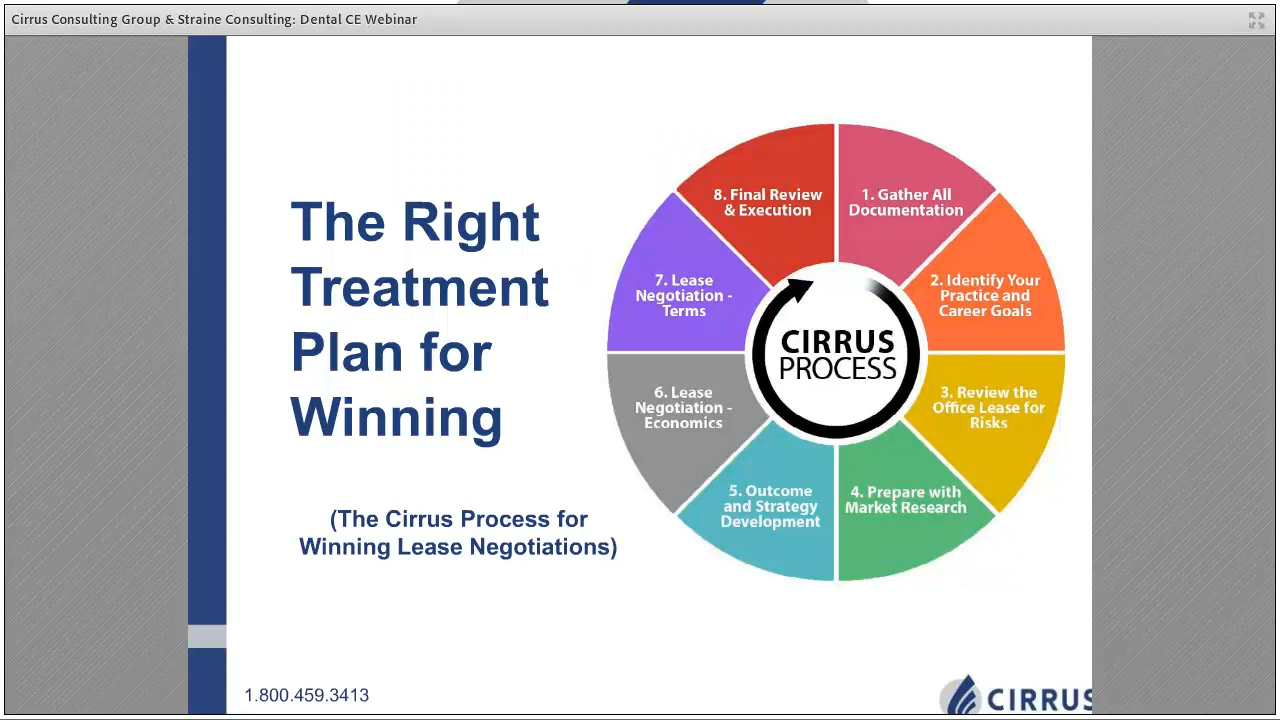 Cirrus Consulting Group & Straine Consulting: Dental CE Webinar
The Right
Treatment
Plan for
Winning
(The Cirrus Process for
Winning Lease Negotiations)
1. Gather All
Documentation
2. Identify Your
Practice and
Career Goals
3. Review the
Office Lease for
Risks
4. Prepare with
Market Research
5. Outcome
and Strategy
Development
6. Lease
Negotiation -
Economics
7. Lease
Negotiation -
Terms
8. Final Review
& Execution
CIRRUS
PROCESS
1.800.459.3413
CIRRUS